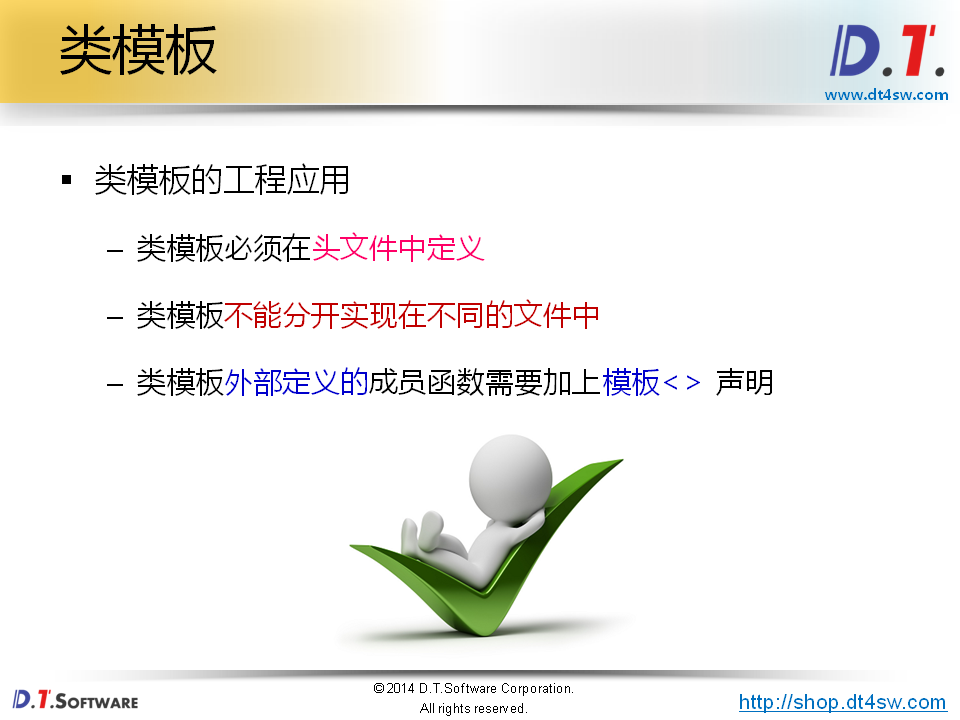 类模板
D.T.
www.dt4sw.com
▪ 类模板的工程应用
– 类模板必须在头文件中定义
– 类模板不能分开实现在不同的文件中
– 类模板外部定义的成员函数需要加上模板<> 声明
D.T.SOFTWARE
©2014 D.T.Software Corporation.
All rights reserved.
http://shop.dt4sw.com